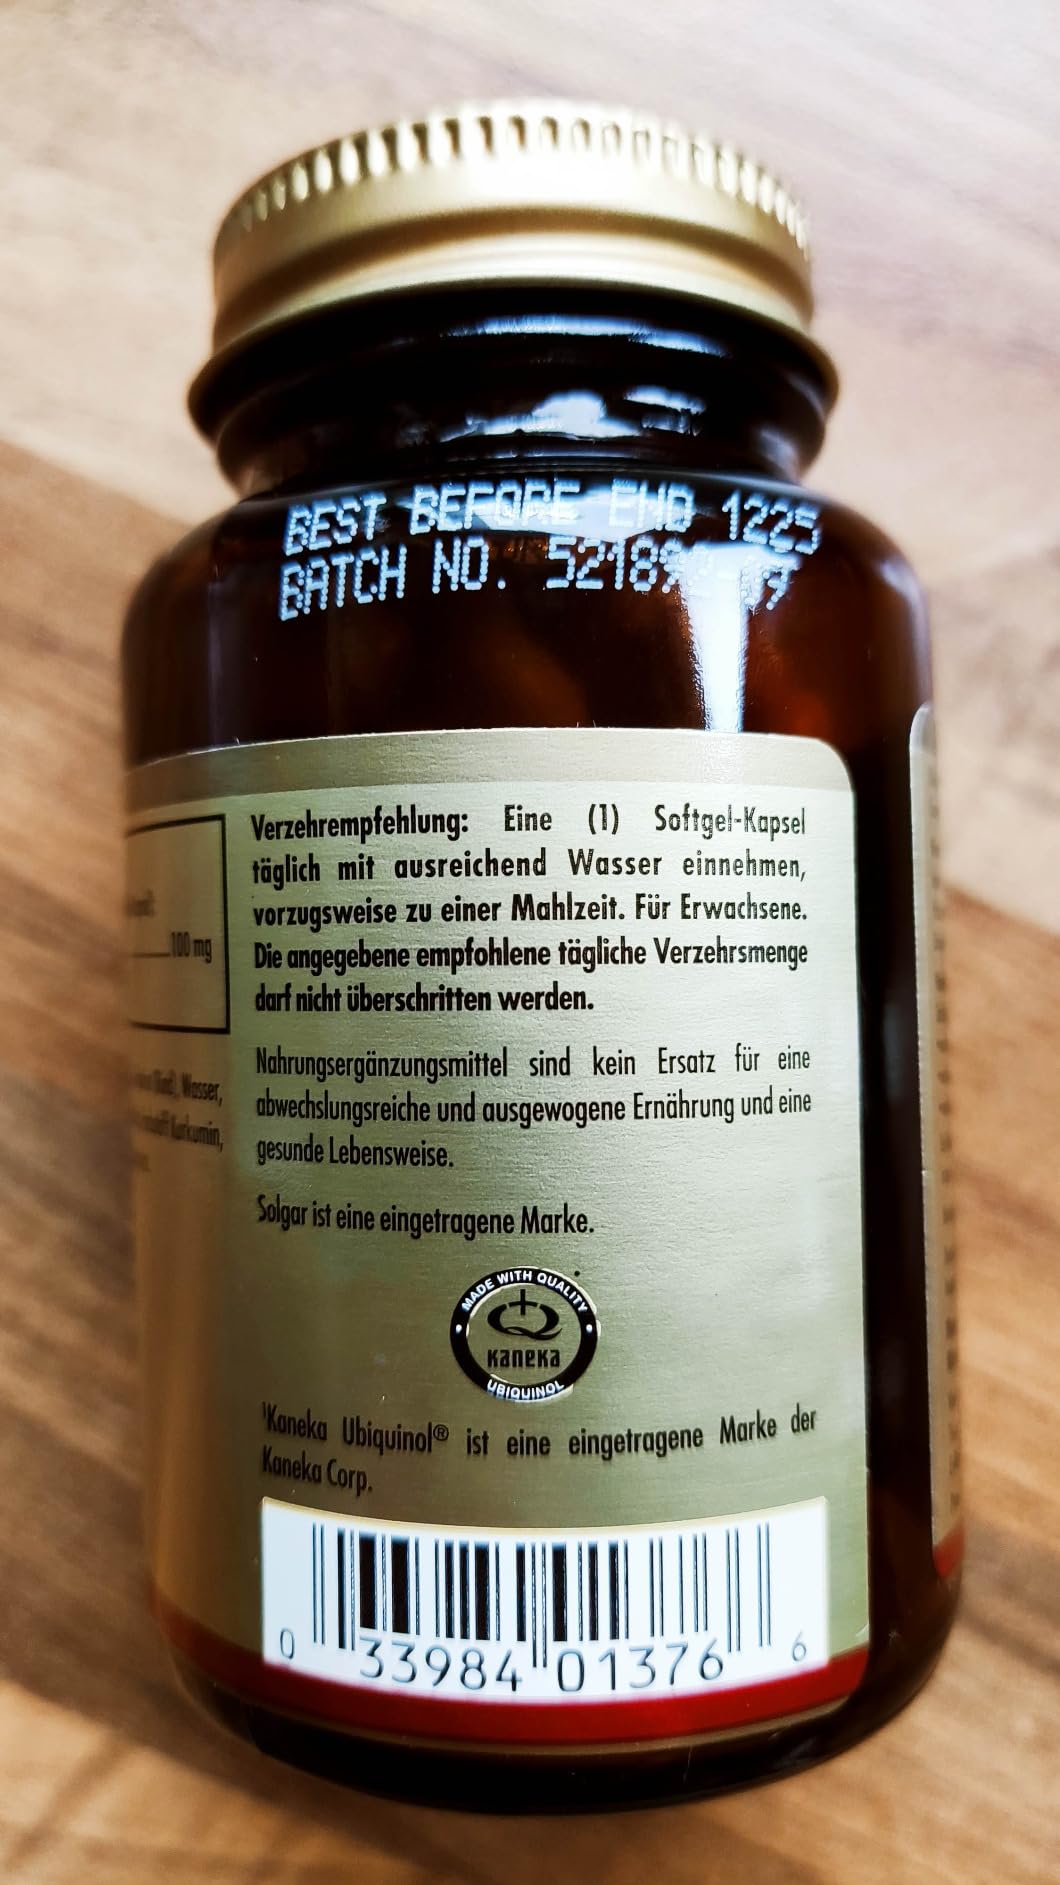 BEST BEFORE END 1225
BATCH NO.
100 mg
Wasser,
Kurkumin,
Verzehrempfehlung: Eine (1) Softgel-Kapsel
täglich mit ausreichend Wasser einnehmen,
vorzugsweise zu einer Mahlzeit. Für Erwachsene.
Die angegebene empfohlene tägliche Verzehrsmenge
darf nicht überschritten werden.
Nahrungsergänzungsmittel sind kein Ersatz für eine
abwechslungsreiche und ausgewogene Ernährung und eine
gesunde Lebensweise.
Solgar ist eine eingetragene Marke.
MADE WITH QUALITY
Q+
Kaneka
UBIQUINOL
¹Kaneka Ubiquinol® ist eine eingetragene Marke der
Kaneka Corp.
0 33984 01376 6